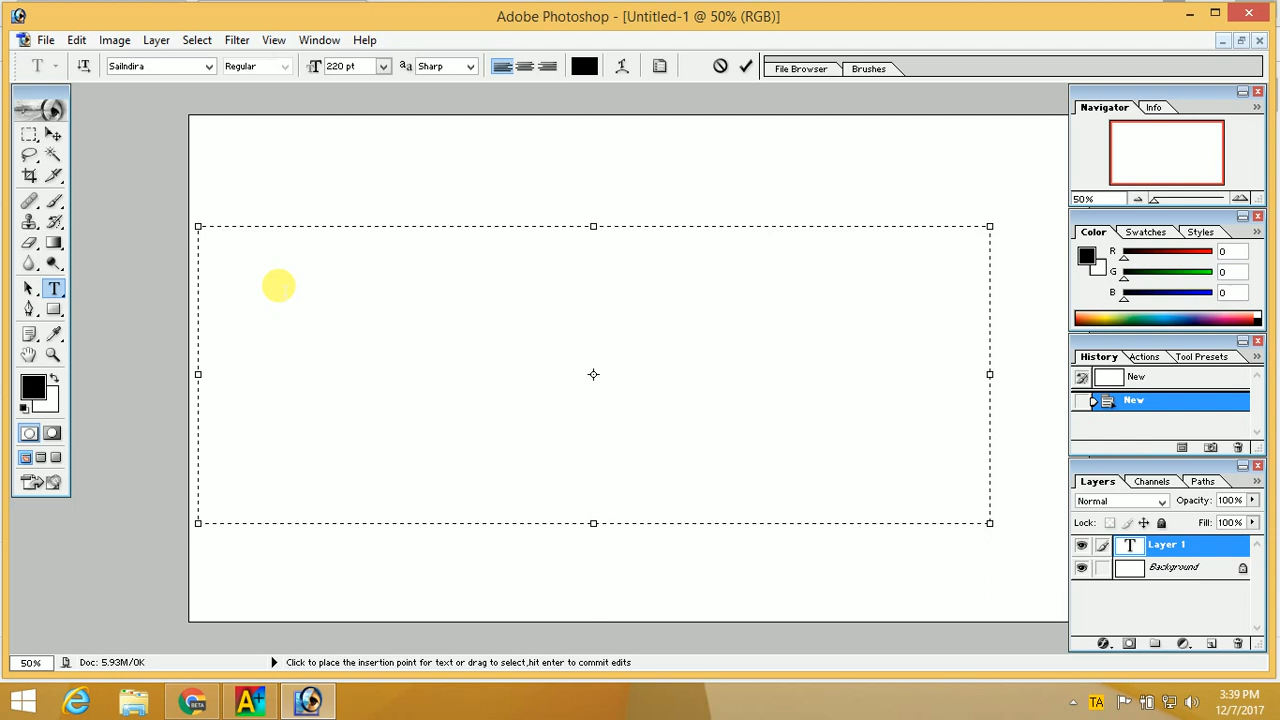 Adobe Photoshop - [Untitled-1 @ 50% (RGB)]
File Edit Image Layer Select Filter View Window Help
T T SaiIndira Regular T 220 pt aa Sharp T File Browser Brushes
Navigator Info
50%
Color Swatches Styles
R 0
G 0
B 0
T
History Actions Tool Presets
New
New
Layers Channels Paths
Normal Opacity: 100%
Lock: Fill: 100%
T Layer 1
Background
50% Doc: 5.93M/0K Click to place the insertion point for text or drag to select,hit enter to commit edits
BETA A+ TA 3:39 PM
12/7/2017